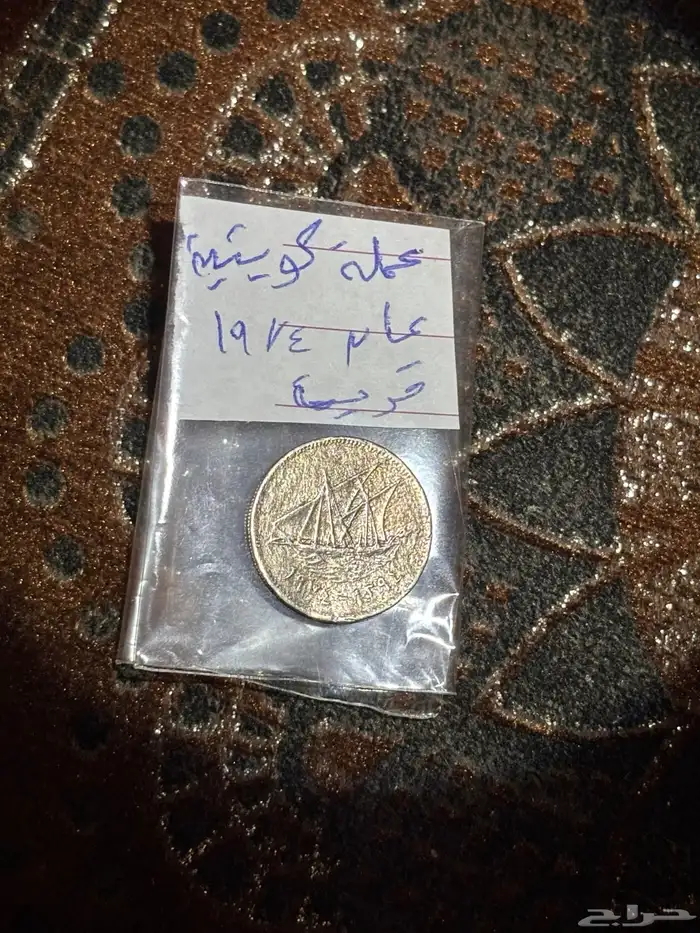 عملة كويتية
عام ١٩٧٤
قديمة
١٩٧٤ - ١٣٩٤
حراج